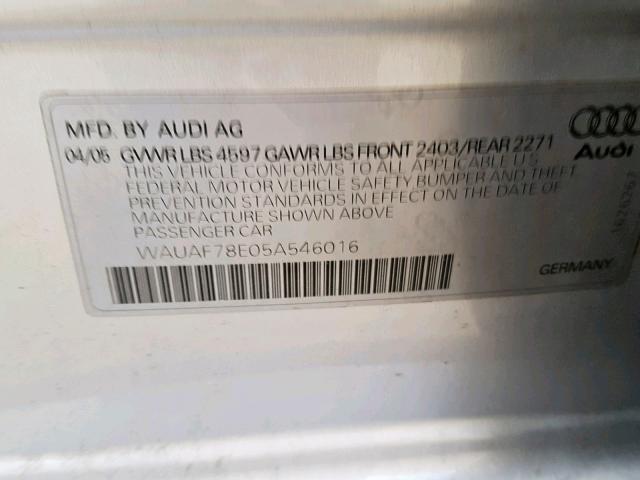 MFD. BY AUDI AG
04/05 GVWR LBS 4597 GAWR LBS FRONT 2403/REAR 2271
THIS VEHICLE CONFORMS TO ALL APPLICABLE U.S.
FEDERAL MOTOR VEHICLE SAFETY BUMPER AND THEFT
PREVENTION STANDARDS IN EFFECT ON THE DATE OF
MANUFACTURE SHOWN ABOVE
PASSENGER CAR
WAUAF78E05A546016
Audi
GERMANY